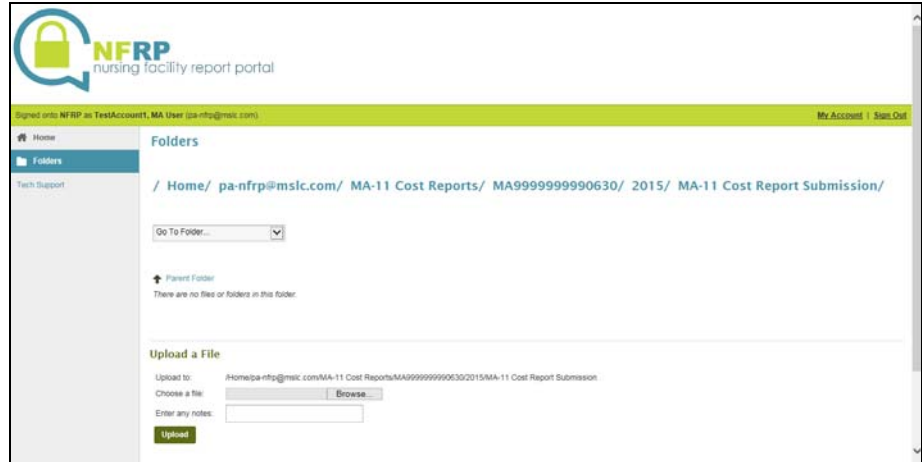 NFRP
nursing facility report portal
Signed onto NFRP as TestAccount1, MA User (pa-nfrp@mslc.com).
My Account | Sign Out
Home
Folders
Tech Support
Folders
/ Home/ pa-nfrp@mslc.com/ MA-11 Cost Reports/ MA9999999990630/ 2015/ MA-11 Cost Report Submission/
Go To Folder...
Parent Folder
There are no files or folders in this folder.
Upload a File
Upload to: /Home/pa-nfrp@mslc.com/MA-11 Cost Reports/MA9999999990630/2015/MA-11 Cost Report Submission
Choose a file: Browse...
Enter any notes:
Upload